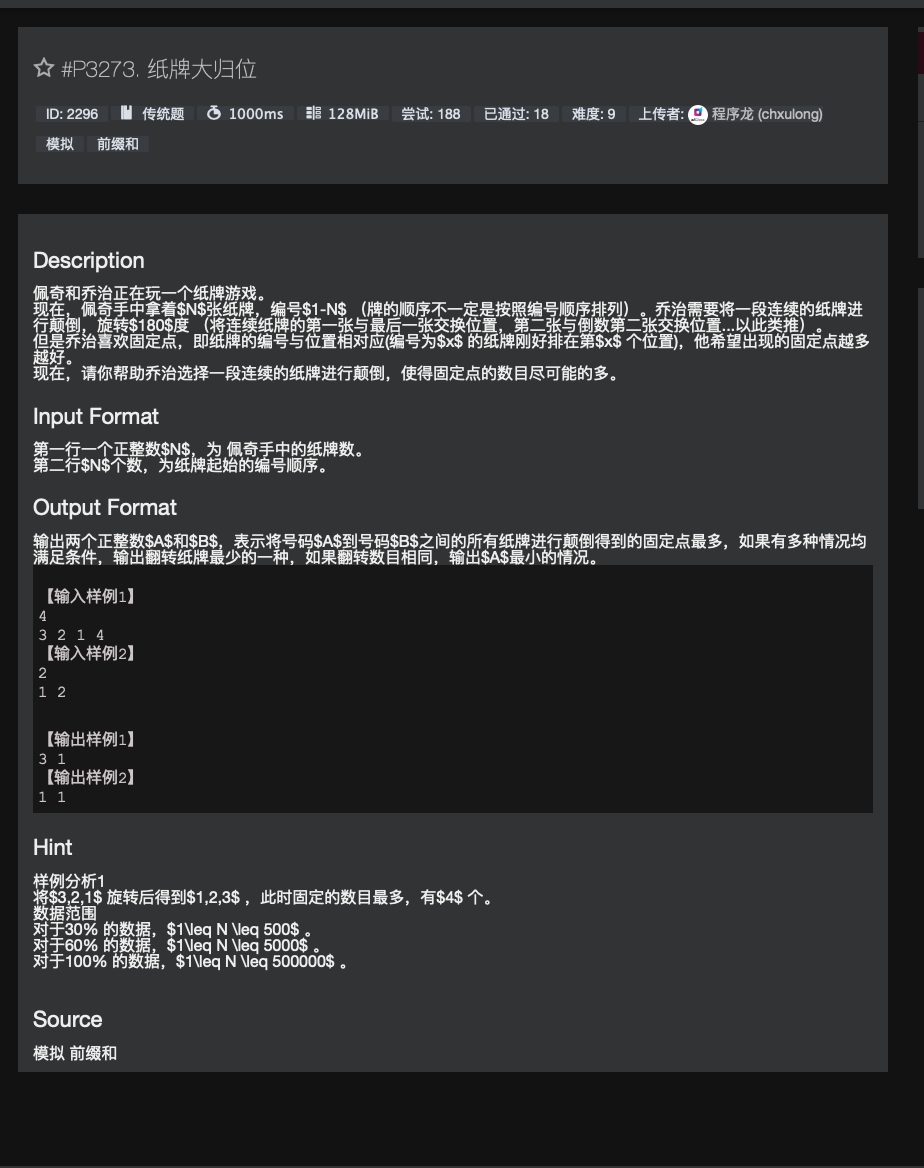 #P3273. 纸牌大归位
ID: 2296 传统题 1000ms 128MiB 尝试: 188 已通过: 18 难度: 9 上传者: 程序龙 (chxulong)
模拟 前缀和
Description
佩奇和乔治正在玩一个纸牌游戏。
现在，佩奇手中拿着$N$张纸牌，编号$1-N$ （牌的顺序不一定是按照编号顺序排列）。乔治需要将一段连续的纸牌进
行颠倒，旋转$180$度 （将连续纸牌的第一张与最后一张交换位置，第二张与倒数第二张交换位置...以此类推）。
但是乔治喜欢固定点，即纸牌的编号与位置相对应(编号为$x$ 的纸牌刚好排在第$x$ 个位置)，他希望出现的固定点越多
越好。
现在，请你帮助乔治选择一段连续的纸牌进行颠倒，使得固定点的数目尽可能的多。
Input Format
第一行一个正整数$N$，为 佩奇手中的纸牌数。
第二行$N$个数，为纸牌起始的编号顺序。
Output Format
输出两个正整数$A$和$B$，表示将号码$A$到号码$B$之间的所有纸牌进行颠倒得到的固定点最多，如果有多种情况均
满足条件，输出翻转纸牌最少的一种，如果翻转数目相同，输出$A$最小的情况。
【输入样例1】
4
3 2 1 4
【输入样例2】
2
1 2
【输出样例1】
3 1
【输出样例2】
1 1
Hint
样例分析1
将$3,2,1$ 旋转后得到$1,2,3$ ，此时固定的数目最多，有$4$ 个。
数据范围
对于30% 的数据，$1\leq N \leq 500$ 。
对于60% 的数据，$1\leq N \leq 5000$ 。
对于100% 的数据，$1\leq N \leq 500000$ 。
Source
模拟 前缀和